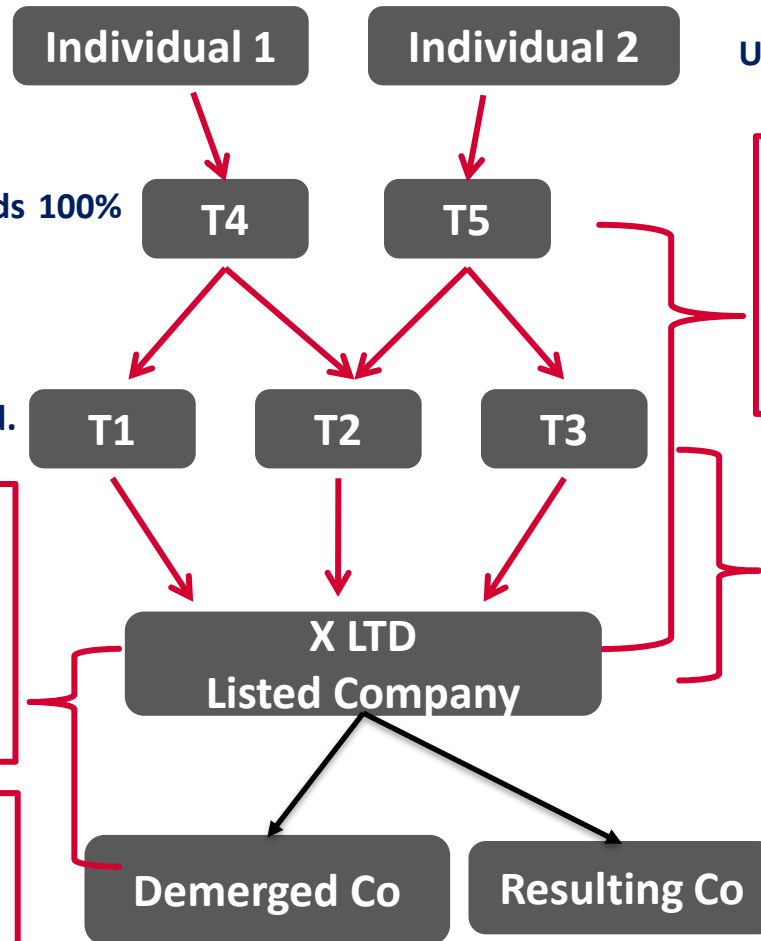 Individual 1
Individual 2
U
ds 100%
T4
T5
T1
T2
T3
X LTD
Listed Company
Demerged Co
Resulting Co